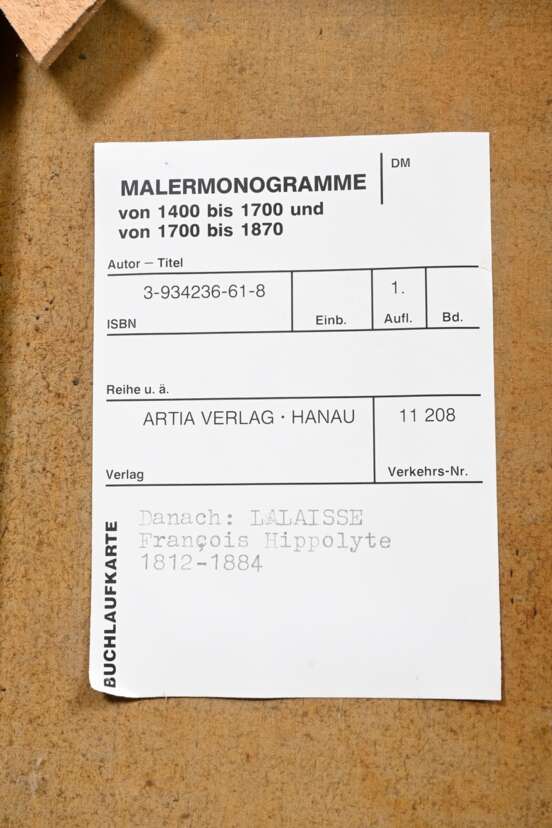 MALERMONOGRAMME
von 1400 bis 1700 und
von 1700 bis 1870
DM
Autor – Titel
3-934236-61-8
ISBN
Einb.
1.
Aufl.
Bd.
Reihe u. ä.
ARTIA VERLAG · HANAU
Verlag
11 208
Verkehrs-Nr.
BUCHLAUFKARTE
Danach: LALAISSE
François Hippolyte
1812-1884